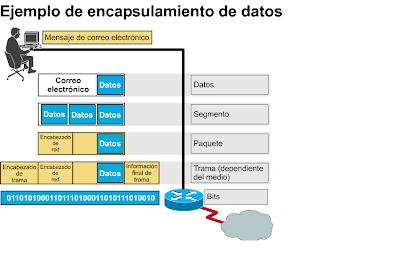 Ejemplo de encapsulamiento de datos
Mensaje de correo electrónico
Correo
electrónico
Datos
Datos
Datos Datos Datos
Segmento
Encabezado
de
red
Datos
Paquete
Encabezado
de
trama
Encabezado
de
red
Datos
Información
final de
trama
Trama (dependiente
del medio)
0110101000110111010001101011101​0010
Bits